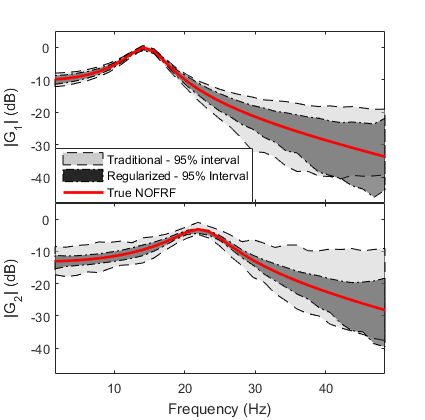 0
-10
-20
-30
-40
|G1| (dB)
Traditional - 95% interval
Regularized - 95% Interval
True NOFRF
0
-10
-20
-30
-40
|G2| (dB)
10 20 30 40
Frequency (Hz)